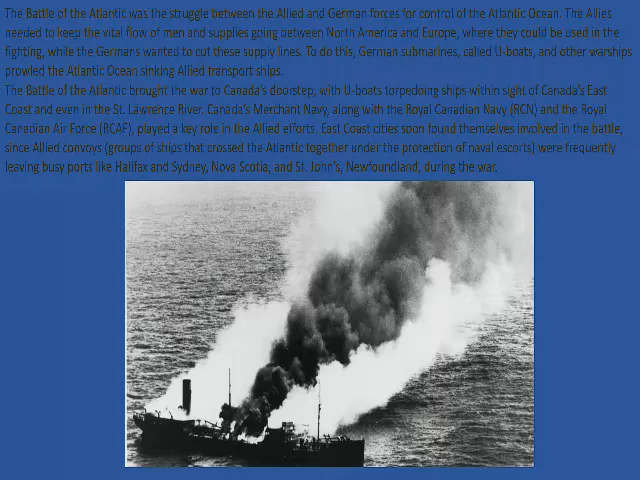 The Battle of the Atlantic was the struggle between the Allied and German forces for control of the Atlantic Ocean. The Allies
needed to keep the vital flow of men and supplies going between North America and Europe, where they could be used in the
fighting, while the Germans wanted to cut these supply lines. To do this, German submarines, called U-boats, and other warships
prowled the Atlantic Ocean sinking Allied transport ships.
The Battle of the Atlantic brought the war to Canada's doorstep, with U-boats torpedoing ships within sight of Canada's East
Coast and even in the St. Lawrence River. Canada's Merchant Navy, along with the Royal Canadian Navy (RCN) and the Royal
Canadian Air Force (RCAF), played a key role in the Allied efforts. East Coast cities soon found themselves involved in the battle,
since Allied convoys (groups of ships that crossed the Atlantic together under the protection of naval escorts) were frequently
leaving busy ports like Halifax and Sydney, Nova Scotia, and St. John's, Newfoundland, during the war.